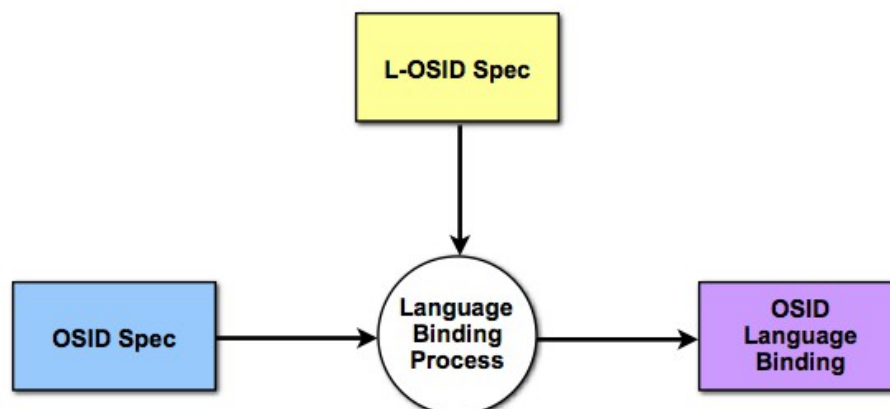 L-OSID Spec
OSID Spec
Language
Binding
Process
OSID
Language
Binding